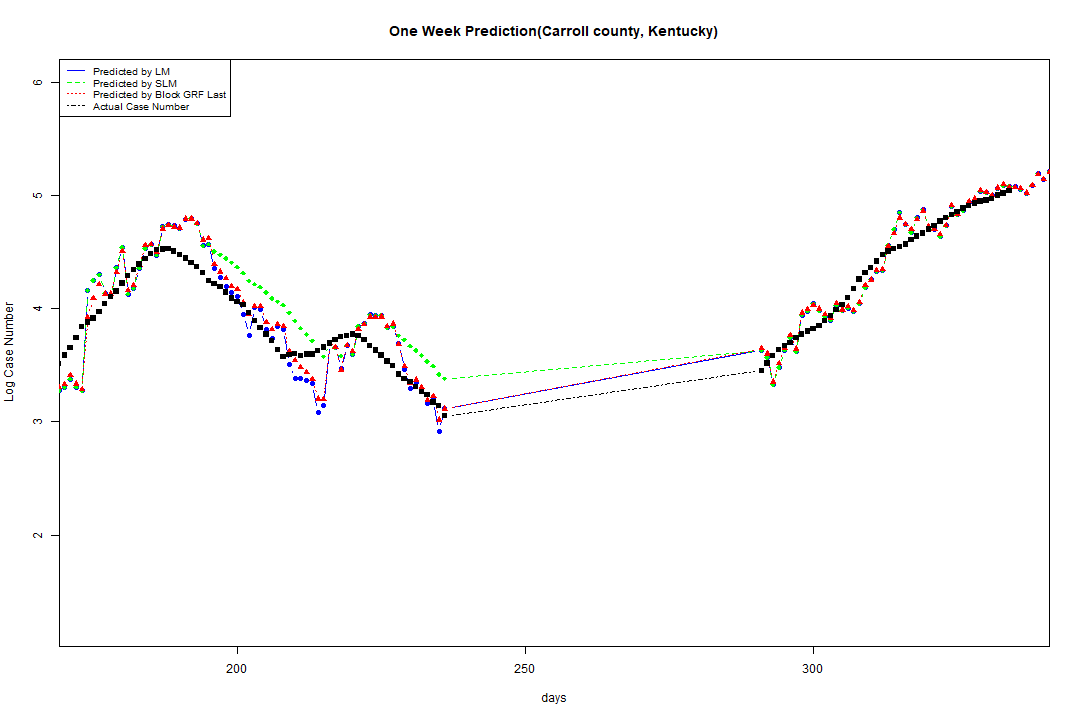 One Week Prediction(Carroll county, Kentucky)
Predicted by LM
Predicted by SLM
Predicted by Block GRF Last
Actual Case Number
6
5
4
3
2
Log Case Number
200
250
300
days